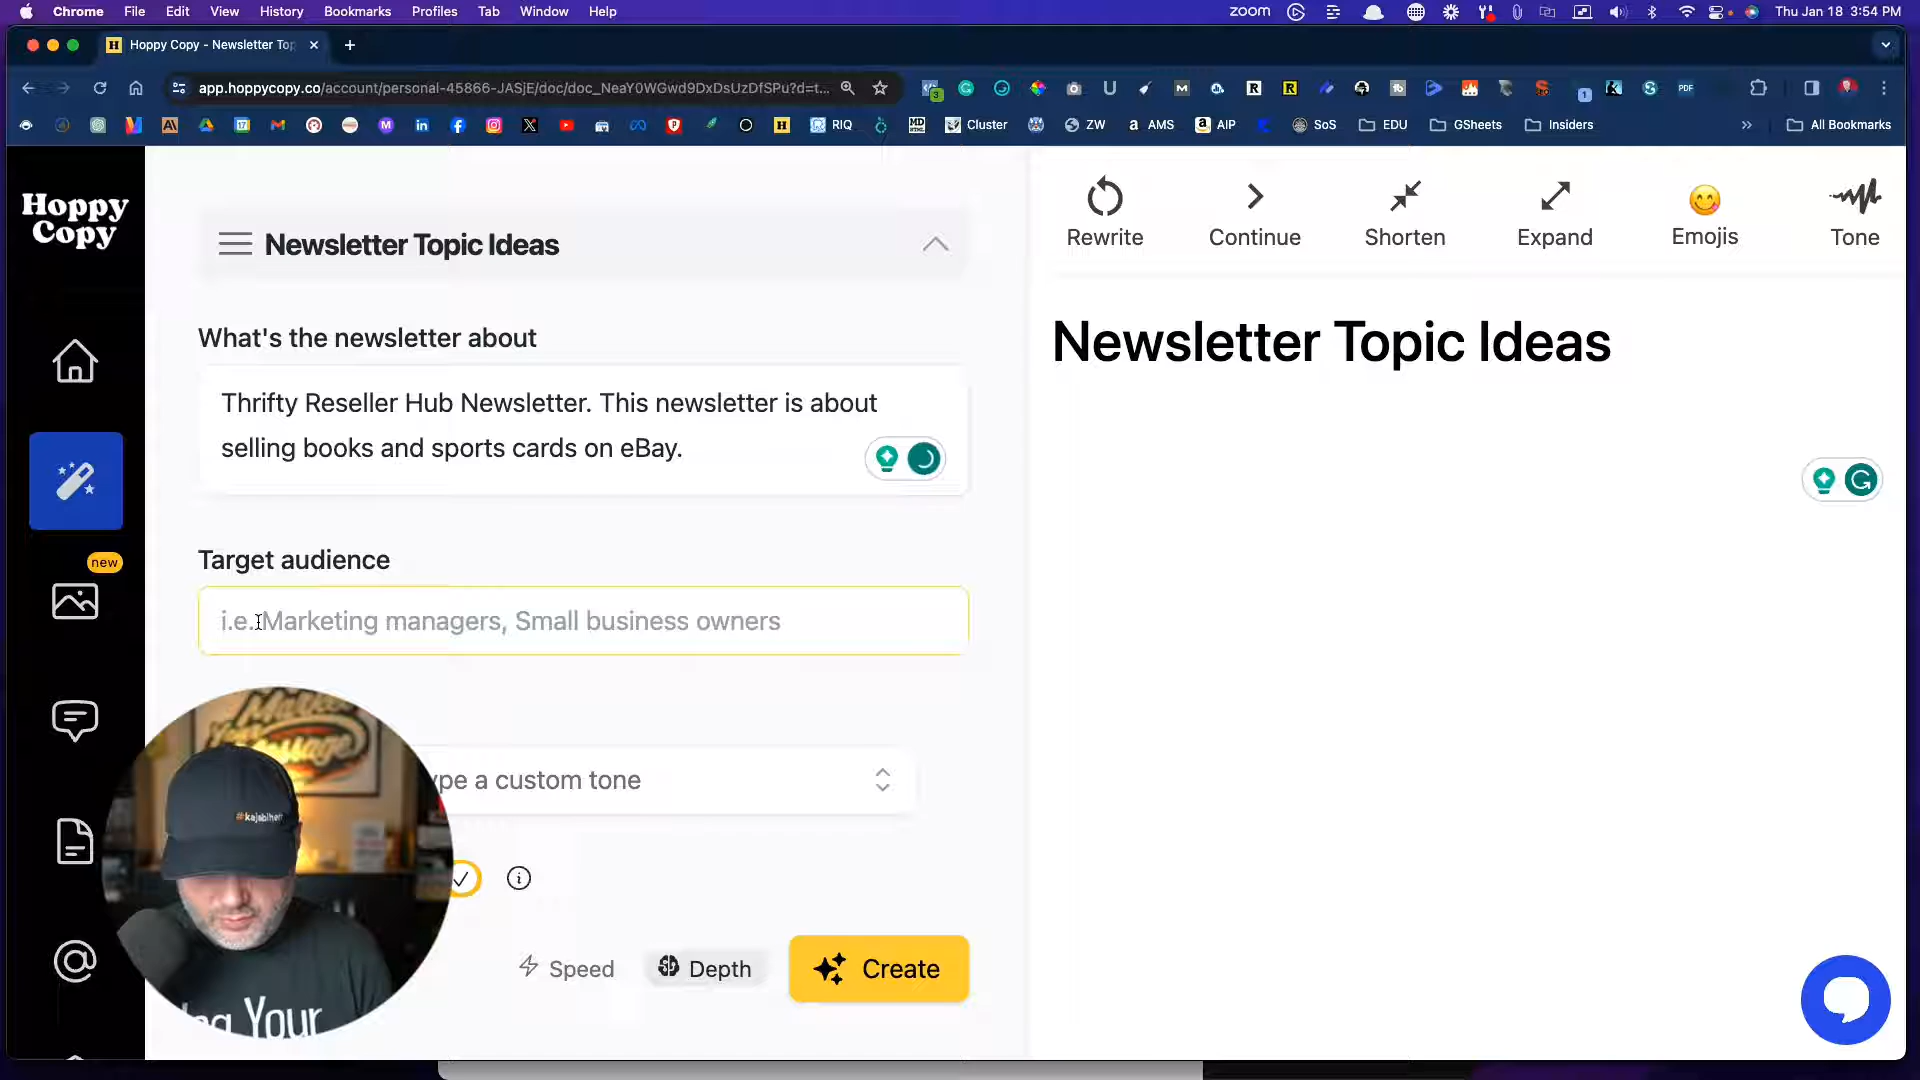 Chrome File Edit View History Bookmarks Profiles Tab Window Help
zoom
Thu Jan 18 3:54 PM
Hoppy Copy - Newsletter Top
app.hoppycopy.co/account/personal-45866-JASjE/doc/doc_NeaY0WGwd9DxDsUzDfSPu?d=t...
RIQ
Cluster
ZW
AMS
AIP
SoS
EDU
GSheets
Insiders
All Bookmarks
Hoppy
Copy
new
Newsletter Topic Ideas
What's the newsletter about
Thrifty Reseller Hub Newsletter. This newsletter is about
selling books and sports cards on eBay.
Target audience
i.e. Marketing managers, Small business owners
ype a custom tone
Speed
Depth
Create
Rewrite
Continue
Shorten
Expand
Emojis
Tone
Newsletter Topic Ideas
Your